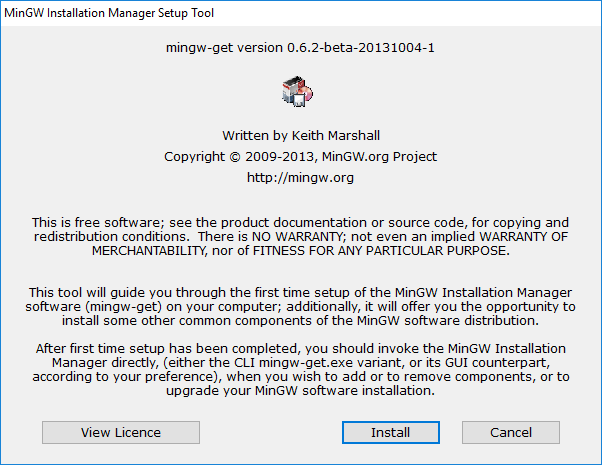 MinGW Installation Manager Setup Tool
mingw-get version 0.6.2-beta-20131004-1
Written by Keith Marshall
Copyright © 2009-2013, MinGW.org Project
http://mingw.org
This is free software; see the product documentation or source code, for copying and
redistribution conditions.  There is NO WARRANTY; not even an implied WARRANTY OF
MERCHANTABILITY, nor of FITNESS FOR ANY PARTICULAR PURPOSE.
This tool will guide you through the first time setup of the MinGW Installation Manager
software (mingw-get) on your computer; additionally, it will offer you the opportunity to
install some other common components of the MinGW software distribution.
After first time setup has been completed, you should invoke the MinGW Installation
Manager directly, (either the CLI mingw-get.exe variant, or its GUI counterpart,
according to your preference), when you wish to add or to remove components, or to
upgrade your MinGW software installation.
View Licence
Install
Cancel